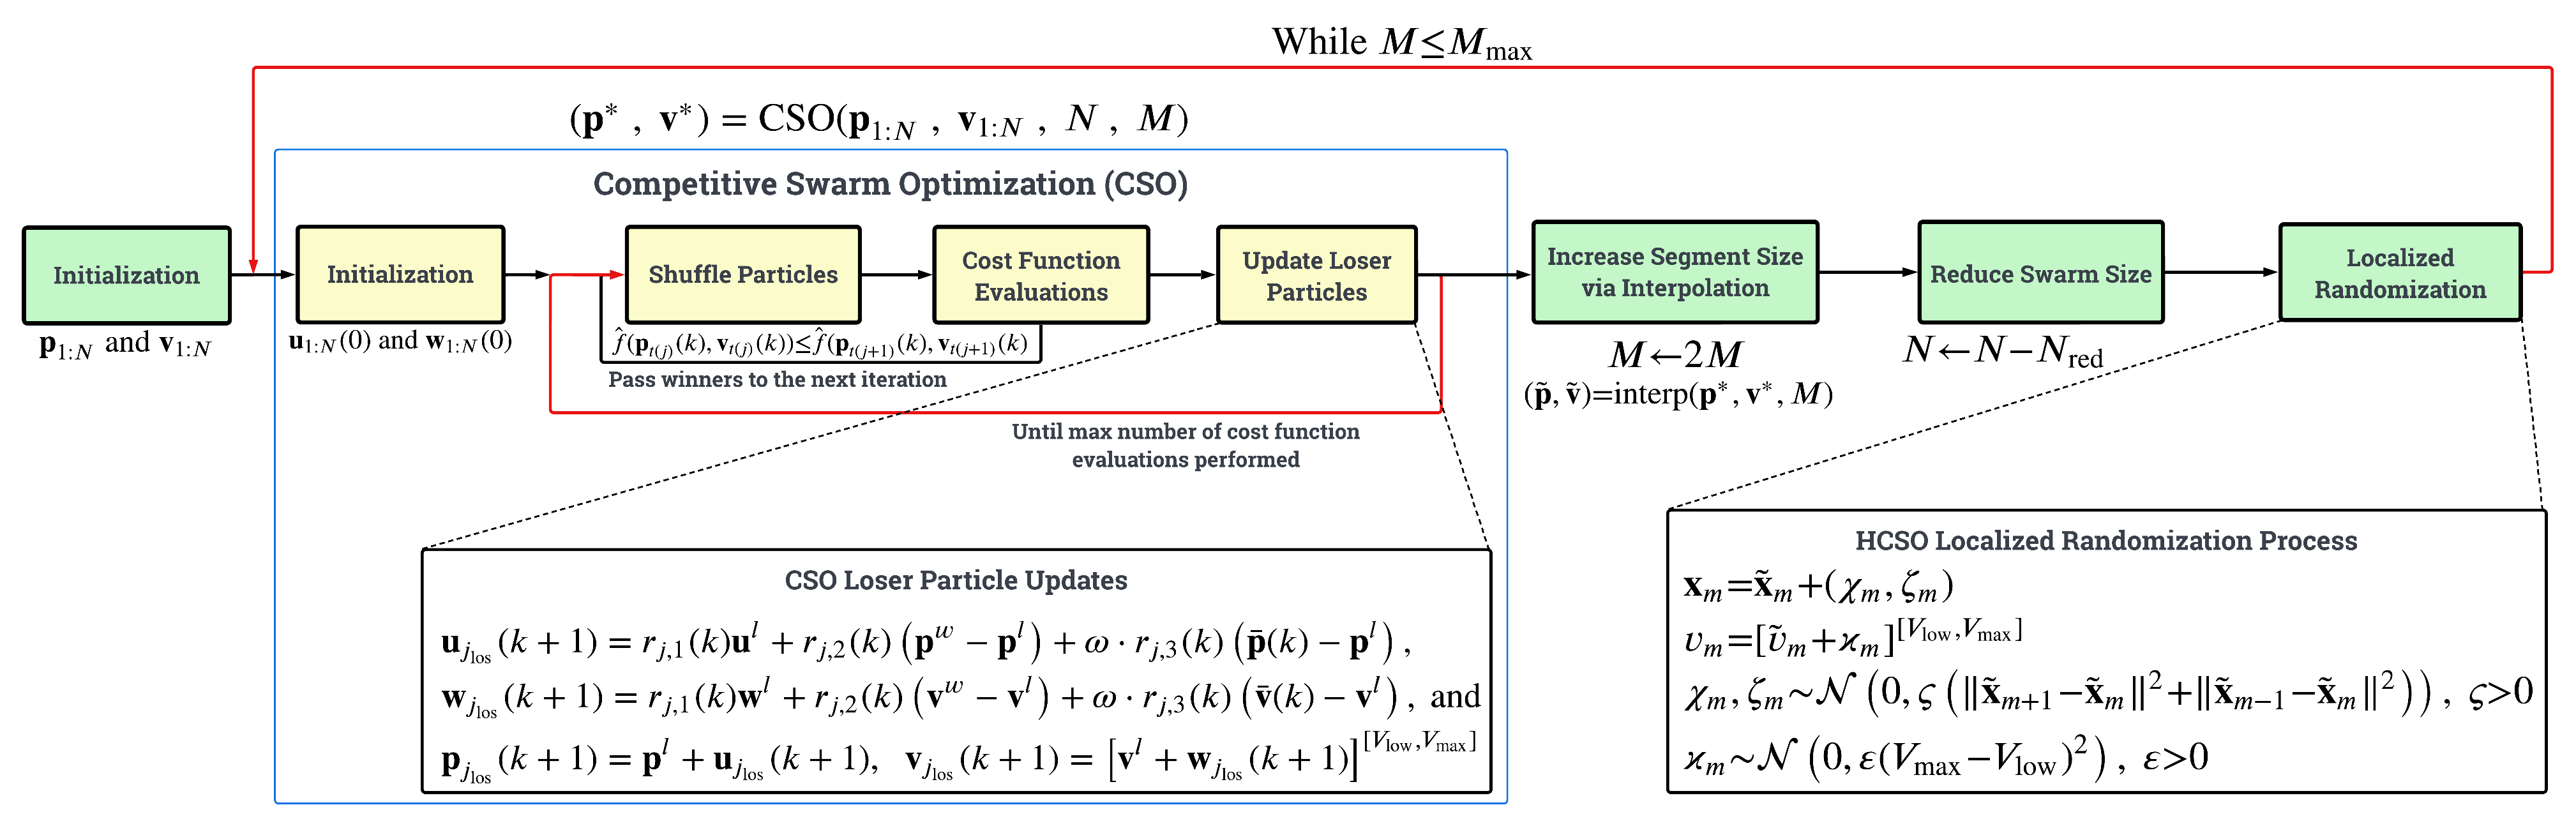 While M≤M_max
(p* , v*) = CSO(p_{1:N} , v_{1:N} , N , M)
Competitive Swarm Optimization (CSO)
Initialization
p_{1:N} and v_{1:N}
Initialization
u_{1:N}(0) and w_{1:N}(0)
Shuffle Particles
Cost Function
Evaluations
Update Loser
Particles
f̂(p_{t(j)}(k), v_{t(j)}(k))≤f̂(p_{t(j+1)}(k), v_{t(j+1)}(k)
Pass winners to the next iteration
Until max number of cost function
evaluations performed
Increase Segment Size
via Interpolation
M←2M
(p̃, ṽ)=interp(p*, v*, M)
Reduce Swarm Size
N←N−N_red
Localized
Randomization
CSO Loser Particle Updates
u_{j_los}(k + 1) = r_{j,1}(k)u^l + r_{j,2}(k) (p^w − p^l) + ω · r_{j,3}(k) (p̄(k) − p^l) ,
w_{j_los}(k + 1) = r_{j,1}(k)w^l + r_{j,2}(k) (v^w − v^l) + ω · r_{j,3}(k) (v̄(k) − v^l) , and
p_{j_los}(k + 1) = p^l + u_{j_los}(k + 1), v_{j_los}(k + 1) = [v^l + w_{j_los}(k + 1)]^{[V_low,V_max]}
HCSO Localized Randomization Process
x_m=x̃_m+(χ_m, ζ_m)
v_m=[ṽ_m+ϰ_m]^{[V_low,V_max]}
χ_m, ζ_m∼𝒩 (0, ς (‖x̃_{m+1}−x̃_m‖²+‖x̃_{m−1}−x̃_m‖²)) , ς>0
ϰ_m∼𝒩 (0, ε(V_max−V_low)²) , ε>0